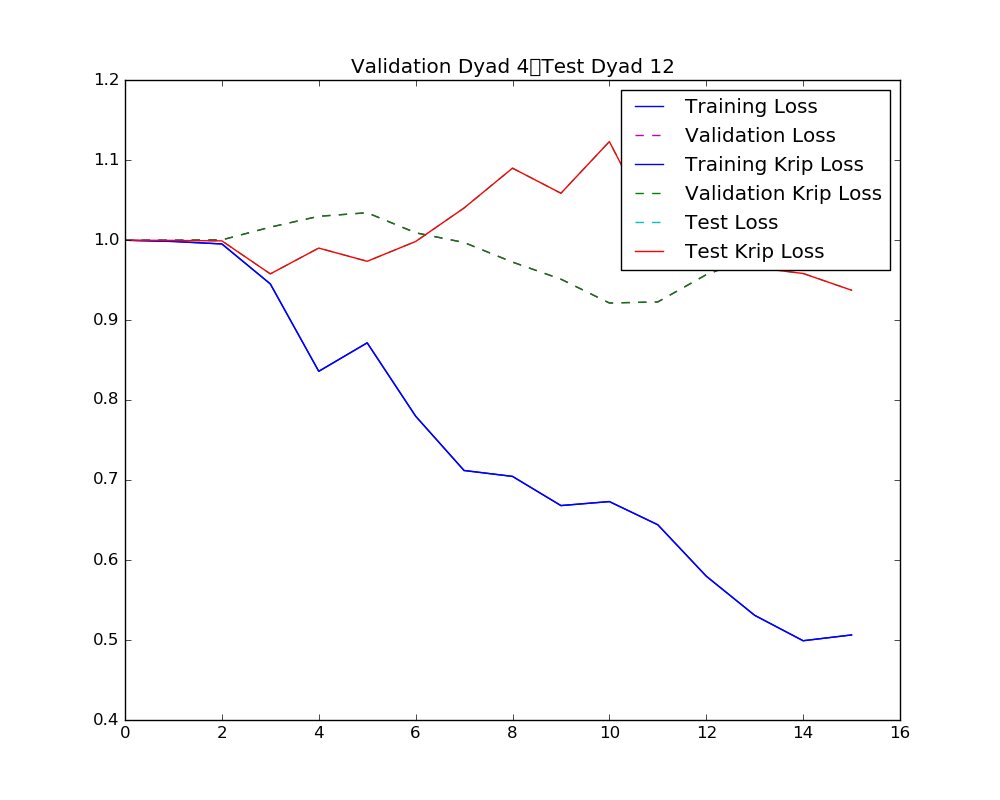 Validation Dyad 4 Test Dyad 12
1.2
1.1
1.0
0.9
0.8
0.7
0.6
0.5
0.4
0 2 4 6 8 10 12 14 16
Training Loss
Validation Loss
Training Krip Loss
Validation Krip Loss
Test Loss
Test Krip Loss